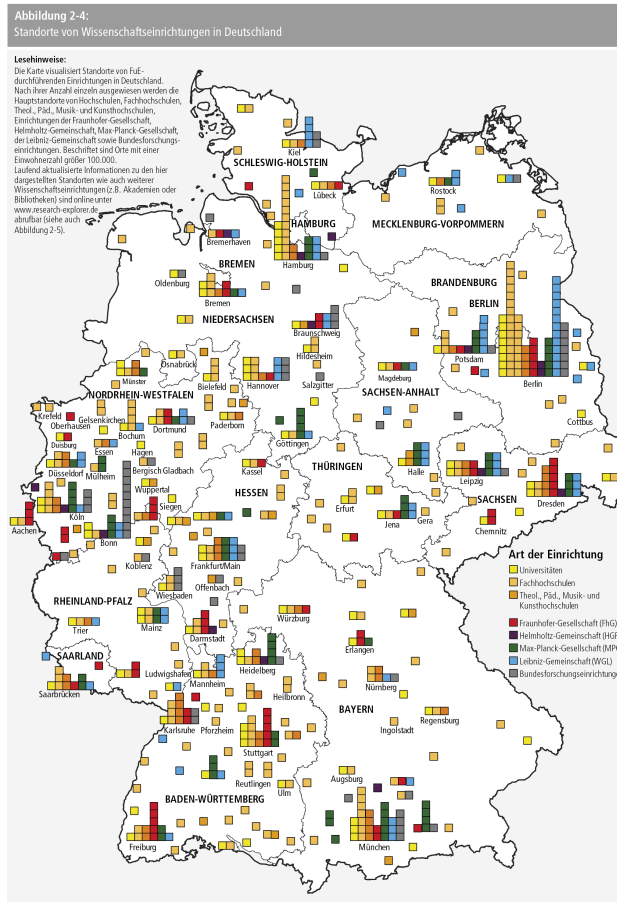 Abbildung 2-4:
Standorte von Wissenschaftseinrichtungen in Deutschland
Lesehinweise:
Die Karte visualisiert Standorte von FuE-
durchführenden Einrichtungen in Deutschland.
Nach ihrer Anzahl einzeln ausgewiesen werden die
Hauptstandorte von Hochschulen, Fachhochschulen,
Theol., Päd., Musik- und Kunsthochschulen,
Einrichtungen der Fraunhofer-Gesellschaft,
Helmholtz-Gemeinschaft, Max-Planck-Gesellschaft,
der Leibniz-Gemeinschaft sowie Bundesforschungs-
einrichtungen. Beschriftet sind Orte mit einer
Einwohnerzahl größer 100.000.
Laufend aktualisierte Informationen zu den hier
dargestellten Standorten wie auch weiterer
Wissenschaftseinrichtungen (z.B. Akademien oder
Bibliotheken) sind online unter
www.research-explorer.de
abrufbar (siehe auch
Abbildung 2-5).
Kiel
SCHLESWIG-HOLSTEIN
Lübeck
Rostock
HAMBURG
MECKLENBURG-VORPOMMERN
Bremerhaven
Hamburg
BREMEN
Oldenburg
Bremen
BRANDENBURG
BERLIN
NIEDERSACHSEN
Braunschweig
Hildesheim
Potsdam
Osnabrück
Münster
Bielefeld
Hannover
Salzgitter
Magdeburg
Berlin
NORDRHEIN-WESTFALEN
SACHSEN-ANHALT
Krefeld
Gelsenkirchen
Oberhausen
Bochum
Dortmund
Paderborn
Cottbus
Duisburg
Essen
Hagen
Göttingen
Düsseldorf
Mülheim
Bergisch Gladbach
Kassel
THÜRINGEN
Halle
Leipzig
Wuppertal
HESSEN
Erfurt
SACHSEN
Dresden
Köln
Siegen
Jena
Gera
Chemnitz
Aachen
Bonn
Koblenz
Frankfurt/Main
Offenbach
Wiesbaden
RHEINLAND-PFALZ
Mainz
Würzburg
Trier
Darmstadt
Erlangen
SAARLAND
Ludwigshafen
Mannheim
Heidelberg
Nürnberg
Saarbrücken
Heilbronn
BAYERN
Karlsruhe
Pforzheim
Ingolstadt
Regensburg
Stuttgart
Reutlingen
Ulm
Augsburg
BADEN-WÜRTTEMBERG
Freiburg
München
Art der Einrichtung
Universitäten
Fachhochschulen
Theol., Päd., Musik- und
Kunsthochschulen
Fraunhofer-Gesellschaft (FhG)
Helmholtz-Gemeinschaft (HGF
Max-Planck-Gesellschaft (MPG
Leibniz-Gemeinschaft (WGL)
Bundesforschungseinrichtunge